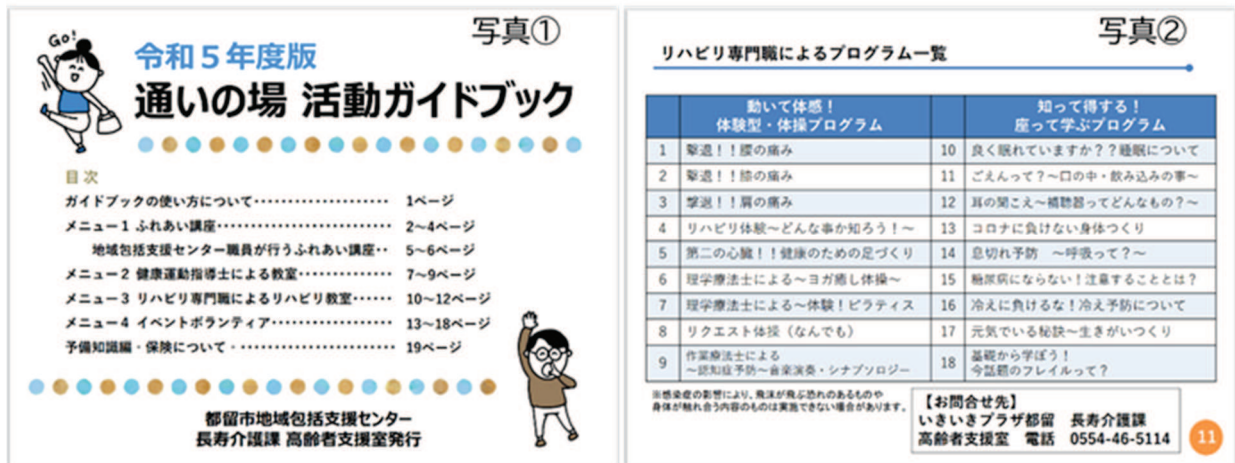 写真①
Go!
令和5年度版
通いの場 活動ガイドブック
目次
ガイドブックの使い方について・・・・・・・・・・・・・・・・・・・・ 1ページ
メニュー1 ふれあい講座・・・・・・・・・・・・・・・・・・・・・・・・・ 2~4ページ
地域包括支援センター職員が行うふれあい講座・・ 5~6ページ
メニュー2 健康運動指導士による教室・・・・・・・・・・・・・ 7~9ページ
メニュー3 リハビリ専門職によるリハビリ教室・・・・・・ 10~12ページ
メニュー4 イベントボランティア・・・・・・・・・・・・・・・・・ 13~18ページ
予備知識編・保険について・・・・・・・・・・・・・・・・・・・・・・・ 19ページ
都留市地域包括支援センター
長寿介護課 高齢者支援室発行
写真②
リハビリ専門職によるプログラム一覧
動いて体感！
体験型・体操プログラム
知って得する！
座って学ぶプログラム
1 撃退！！腰の痛み
10 良く眠れていますか？？睡眠について
2 撃退！！膝の痛み
11 ごえんって？～口の中・飲み込みの事～
3 撃退！！肩の痛み
12 耳の聞こえ～補聴器ってどんなもの？～
4 リハビリ体験～どんな事か知ろう！～
13 コロナに負けない身体つくり
5 第二の心臓！！健康のための足づくり
14 息切れ予防 ～呼吸って？～
6 理学療法士による～ヨガ癒し体操～
15 糖尿病にならない！注意することとは？
7 理学療法士による～体験！ピラティス
16 冷えに負けるな！冷え予防について
8 リクエスト体操（なんでも）
17 元気でいる秘訣～生きがいつくり
9 作業療法士による
～認知症予防～音楽演奏・シナプソロジー
18 基礎から学ぼう！
今話題のフレイルって？
※感染症の影響により、飛沫が飛ぶ恐れのあるものや
身体が触れ合う内容のものは実施できない場合があります。
【お問合せ先】
いきいきプラザ都留 長寿介護課
高齢者支援室 電話 0554-46-5114
11